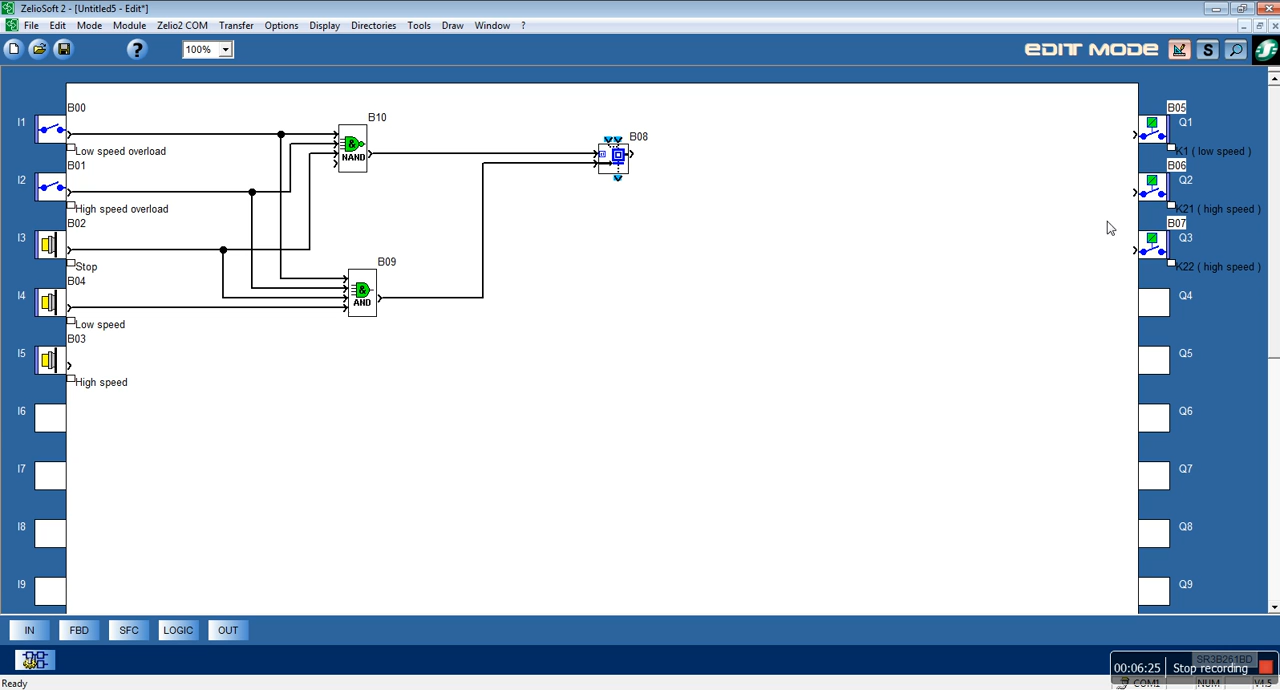 ZelioSoft 2 - [Untitled5 - Edit*]
File Edit Mode Module Zelio2 COM Transfer Options Display Directories Tools Draw Window ?
? 100% EDIT MODE S
B00
I1
Low speed overload
B01
I2
High speed overload
B02
I3
Stop
B04
I4
Low speed
B03
I5
High speed
I6
I7
I8
I9
B10
&
NAND
B09
&
AND
B08
B05
Q1
K1 ( low speed )
B06
Q2
K21 ( high speed )
B07
Q3
K22 ( high speed )
Q4
Q5
Q6
Q7
Q8
Q9
IN FBD SFC LOGIC OUT
SR3B261BD
00:06:25 Stop recording
Ready COM1 NUM V4.5